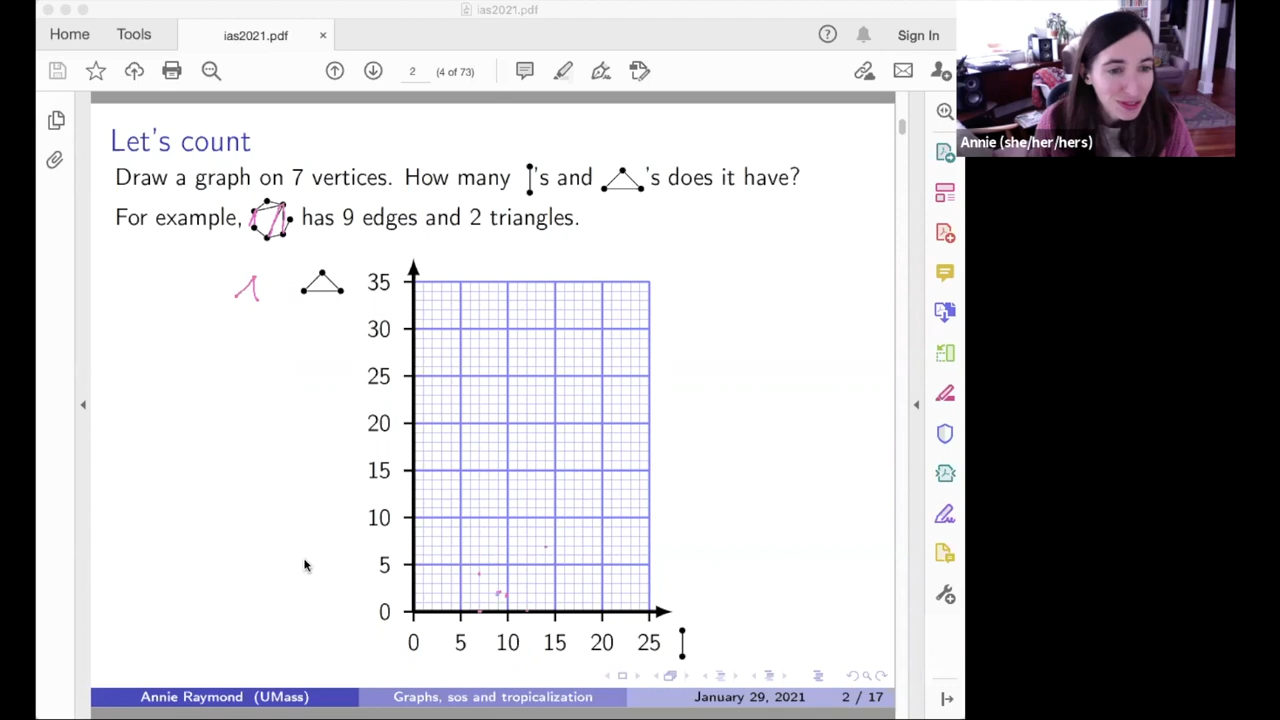 ias2021.pdf
Home Tools ias2021.pdf × Sign In
2 (4 of 73)
Annie (she/her/hers)
Let's count
Draw a graph on 7 vertices. How many 's and 's does it have?
For example, has 9 edges and 2 triangles.
35
30
25
20
15
10
5
0
0 5 10 15 20 25
Annie Raymond (UMass) Graphs, sos and tropicalization January 29, 2021 2 / 17